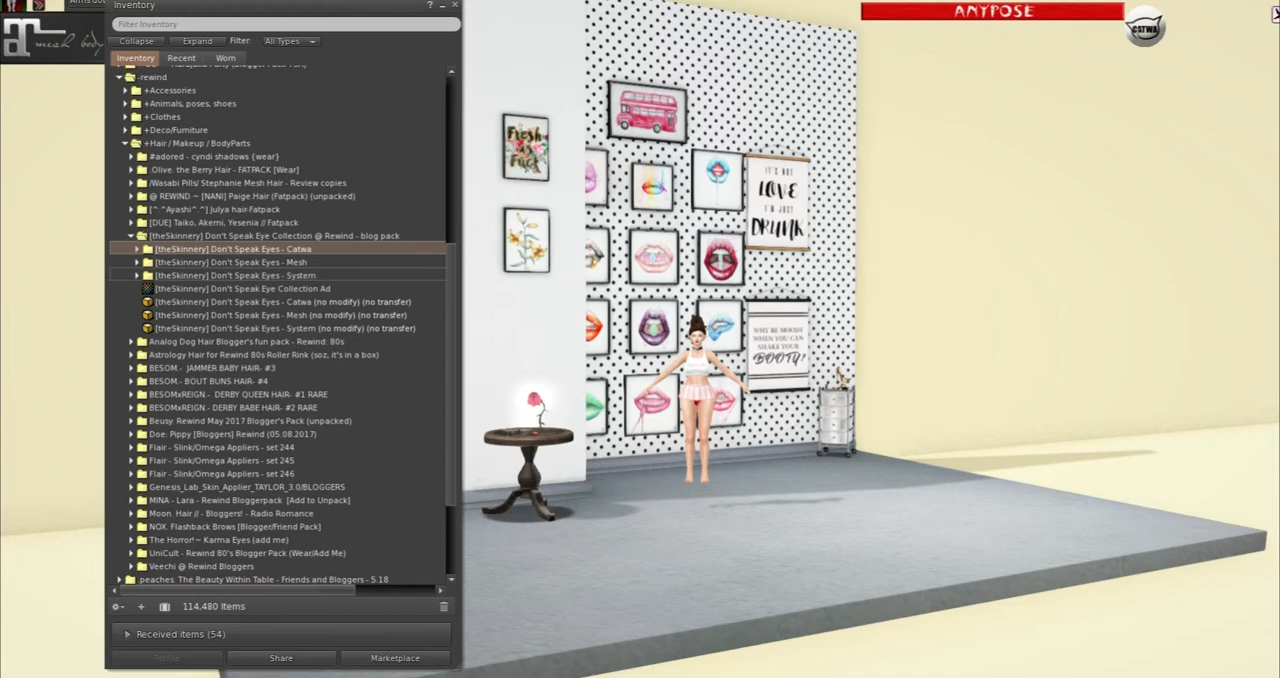 Inventory
?
Filter Inventory
Collapse Expand Filter: All Types
Inventory Recent Worn
-rewind
+Accessories
+Animals, poses, shoes
+Clothes
+Deco/Furniture
+Hair / Makeup / BodyParts
#adored - cyndi shadows {wear}
.Olive. the Berry Hair - FATPACK [Wear]
/Wasabi Pills/ Stephanie Mesh Hair - Review copies
@ REWIND ~ [NANI] Paige Hair (Fatpack) (unpacked)
[^.^Ayashi^.^] Julya hair-Fatpack
[DUE] Taiko, Akemi, Yesenia // Fatpack
[theSkinnery] Don't Speak Eye Collection @ Rewind - blog pack
[theSkinnery] Don't Speak Eyes - Catwa
[theSkinnery] Don't Speak Eyes - Mesh
[theSkinnery] Don't Speak Eyes - System
[theSkinnery] Don't Speak Eye Collection Ad
[theSkinnery] Don't Speak Eyes - Catwa (no modify) (no transfer)
[theSkinnery] Don't Speak Eyes - Mesh (no modify) (no transfer)
[theSkinnery] Don't Speak Eyes - System (no modify) (no transfer)
Analog Dog Hair Blogger's fun pack - Rewind: 80s
Astrology Hair for Rewind 80s Roller Rink (soz, it's in a box)
BESOM.- JAMMER BABY HAIR- #3
BESOM.- BOUT BUNS HAIR- #4
BESOMxREIGN.- DERBY QUEEN HAIR- #1 RARE
BESOMxREIGN.- DERBY BABE HAIR- #2 RARE
Beusy: Rewind May 2017 Blogger's Pack (unpacked)
Doe: Pippy [Bloggers] Rewind (05.08.2017)
Flair - Slink/Omega Appliers - set 244
Flair - Slink/Omega Appliers - set 245
Flair - Slink/Omega Appliers - set 246
Genesis_Lab_Skin_Applier_TAYLOR_3.0/BLOGGERS
MINA - Lara - Rewind Bloggerpack [Add to Unpack]
Moon. Hair // - Bloggers! - Radio Romance
NOX. Flashback Brows [Blogger/Friend Pack]
The Horror!~ Karma Eyes (add me)
UniCult - Rewind 80's Blogger Pack (Wear/Add Me)
Veechi @ Rewind Bloggers
.peaches. The Beauty Within Table - Friends and Bloggers - 5.18
114,480 Items
Received items (54)
Profile Share Marketplace
mesh body
ANYPOSE
CATWA
Fresh
AS
FUCK
IT'S NOT
LOVE
I'M JUST
DRUNK
WHY BE MOODY
WHEN YOU CAN
SHAKE YOUR
BOOTY!